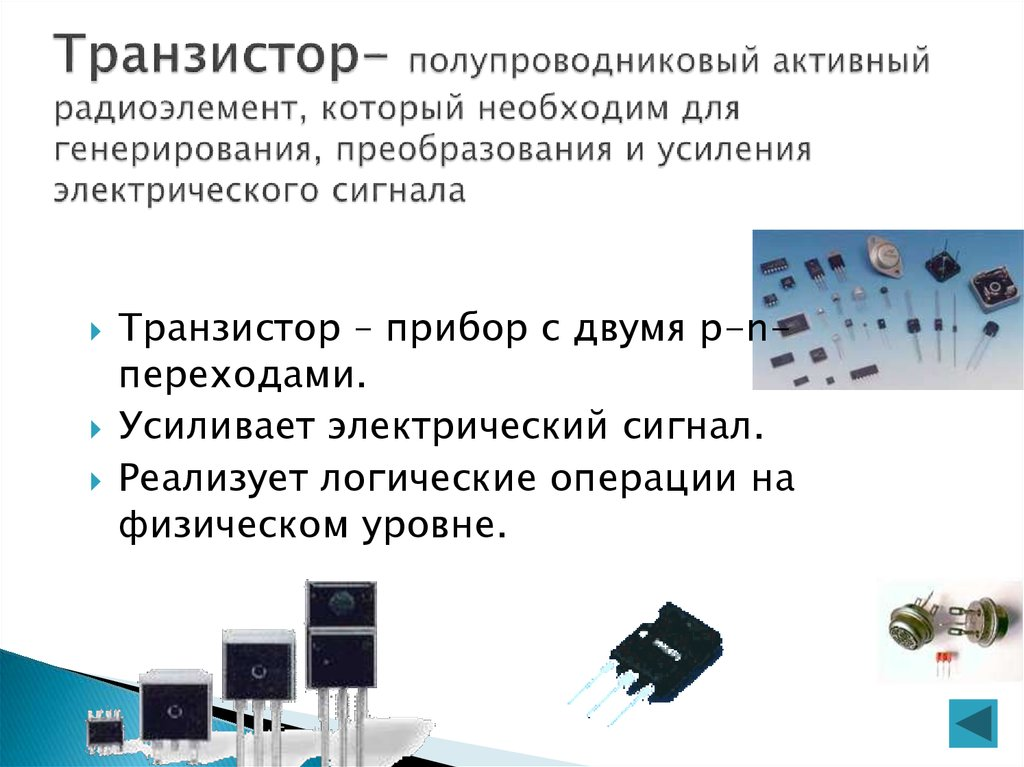 Транзистор– полупроводниковый активный
радиоэлемент, который необходим для
генерирования, преобразования и усиления
электрического сигнала
Транзистор – прибор с двумя p-n-
переходами.
Усиливает электрический сигнал.
Реализует логические операции на
физическом уровне.